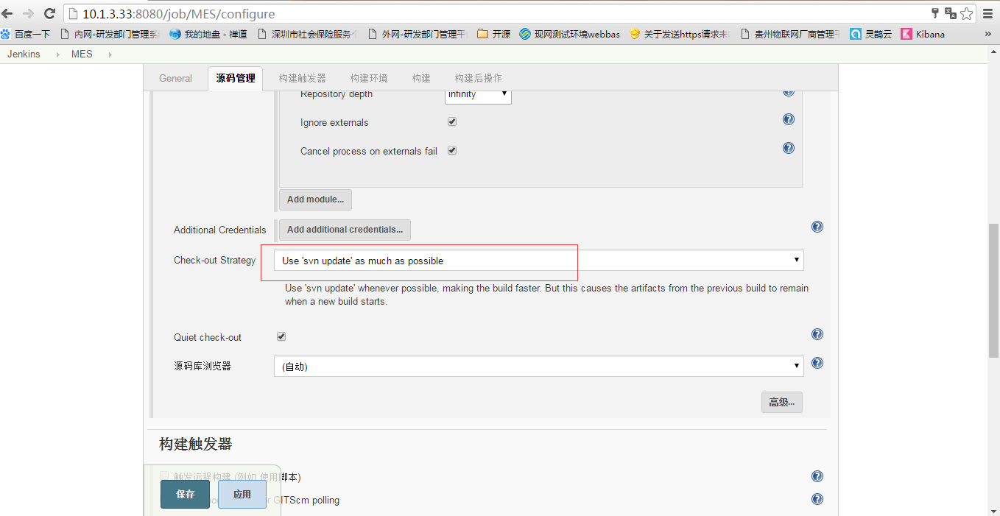 10.1.3.33:8080/job/MES/configure
百度一下 内网-研发部门管理系 我的地盘 - 禅道 深圳市社会保险服务 外网-研发部门管理平 开源 现网测试环境webbas 关于发送https请求未 贵州物联网厂商管理平 灵鹊云 Kibana »
Jenkins MES
General 源码管理 构建触发器 构建环境 构建 构建后操作
Repository depth infinity
Ignore externals
Cancel process on externals fail
Add module...
Additional Credentials Add additional credentials...
Check-out Strategy Use 'svn update' as much as possible
Use 'svn update' whenever possible, making the build faster. But this causes the artifacts from the previous build to remain
when a new build starts.
Quiet check-out
源码库浏览器 (自动)
高级...
构建触发器
触发远程构建 (例如,使用脚本)
保存 应用 or GITScm polling